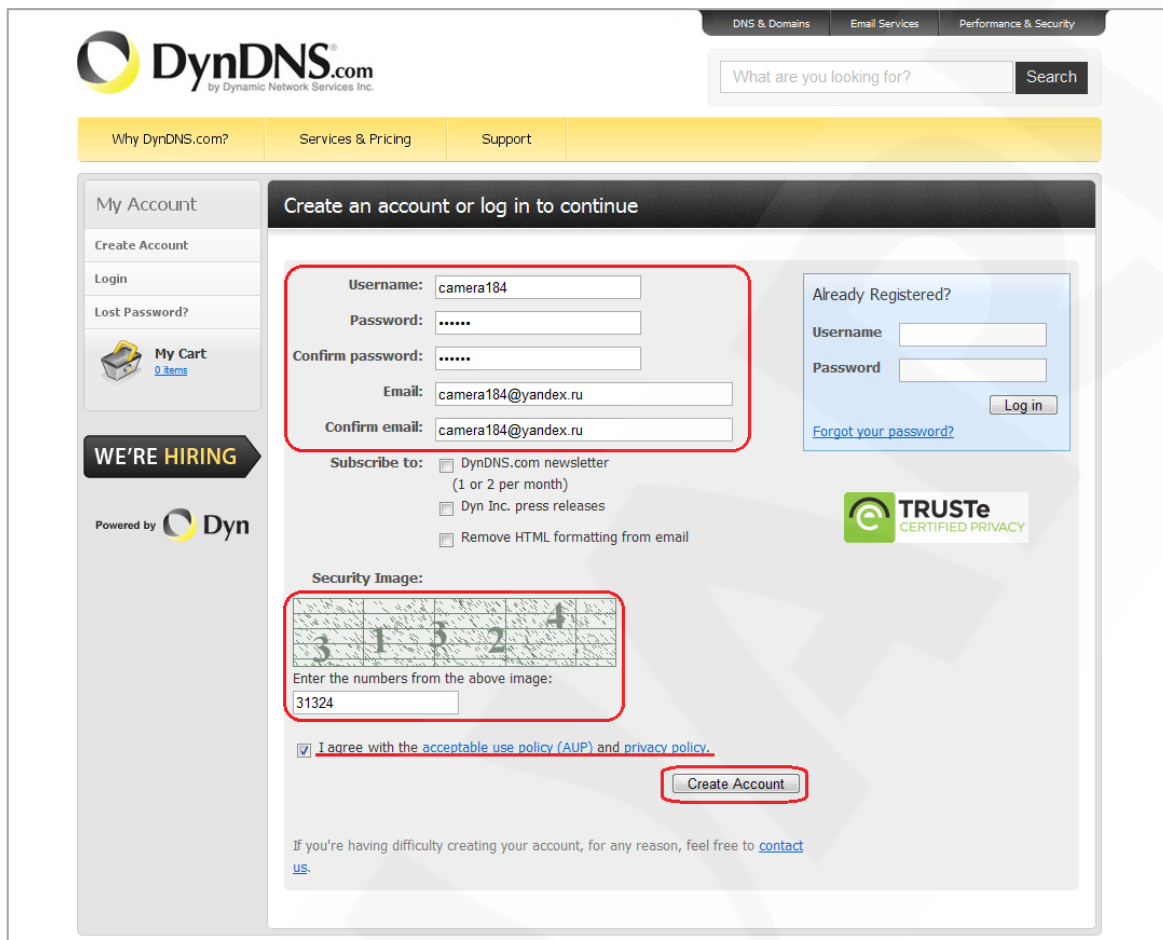 DNS & Domains Email Services Performance & Security
DynDNS.com
by Dynamic Network Services Inc.
What are you looking for? Search
Why DynDNS.com? Services & Pricing Support
My Account
Create Account
Login
Lost Password?
My Cart
0 items
WE'RE HIRING
Powered by Dyn
Create an account or log in to continue
Username: camera184
Password: ••••••
Confirm password: ••••••
Email: camera184@yandex.ru
Confirm email: camera184@yandex.ru
Subscribe to: DynDNS.com newsletter
(1 or 2 per month)
Dyn Inc. press releases
Remove HTML formatting from email
Security Image:
3 1 3 2 4
Enter the numbers from the above image:
31324
I agree with the acceptable use policy (AUP) and privacy policy.
Create Account
If you're having difficulty creating your account, for any reason, feel free to contact
us.
Already Registered?
Username
Password
Log in
Forgot your password?
TRUSTe
CERTIFIED PRIVACY